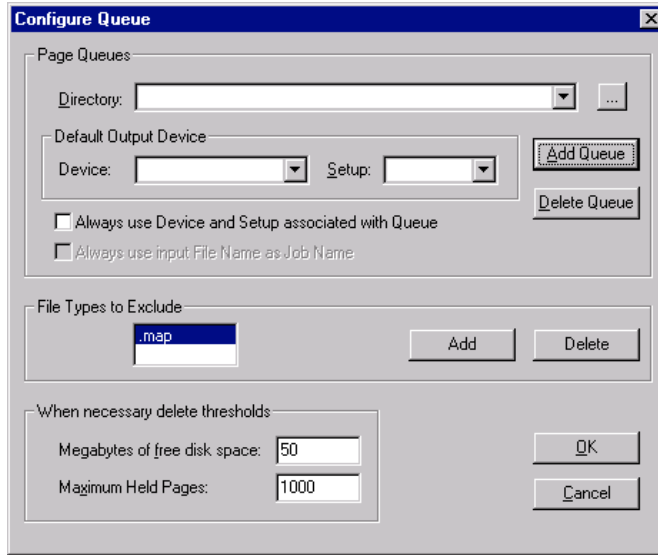 Configure Queue
Page Queues
Directory:
...
Default Output Device
Device:
Setup:
Add Queue
Delete Queue
Always use Device and Setup associated with Queue
Always use input File Name as Job Name
File Types to Exclude
.map
Add
Delete
When necessary delete thresholds
Megabytes of free disk space: 50
Maximum Held Pages: 1000
OK
Cancel